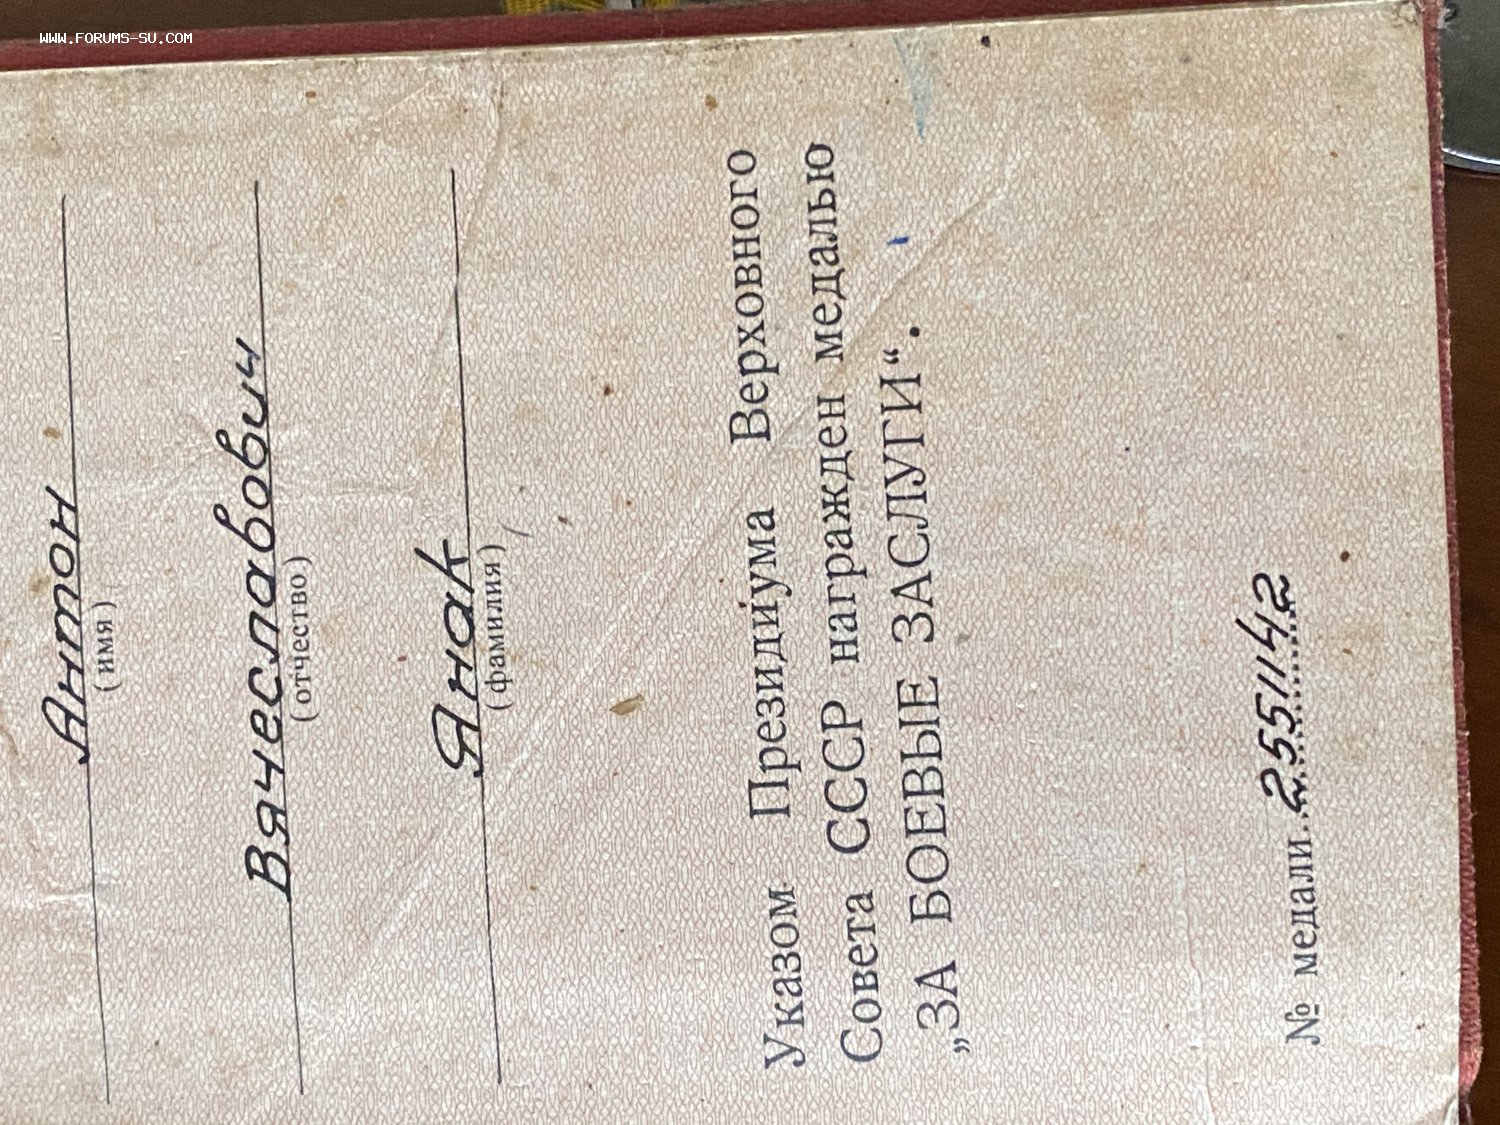 WWW.FORUMS-SU.COM
Антон
(имя)
Вячеславович
(отчество)
Янак
(фамилия)
Указом Президиума Верховного
Совета СССР награжден медалью
„ЗА БОЕВЫЕ ЗАСЛУГИ“.
№ медали 2551142